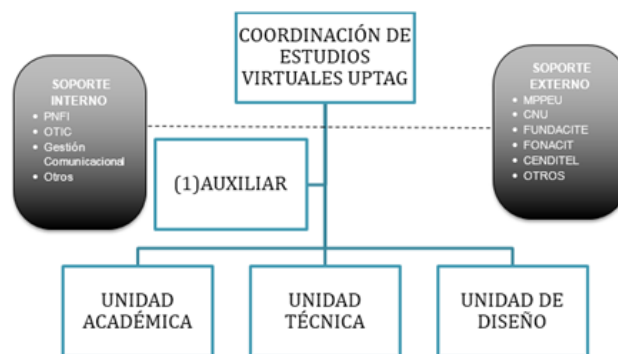 COORDINACIÓN DE
ESTUDIOS
VIRTUALES UPTAG
SOPORTE
INTERNO
• PNFI
• OTIC
• Gestión
Comunicacional
• Otros
SOPORTE
EXTERNO
• MPPEU
• CNU
• FUNDACITE
• FONACIT
• CENDITEL
• OTROS
(1)AUXILIAR
UNIDAD
ACADÉMICA
UNIDAD
TÉCNICA
UNIDAD DE
DISEÑO